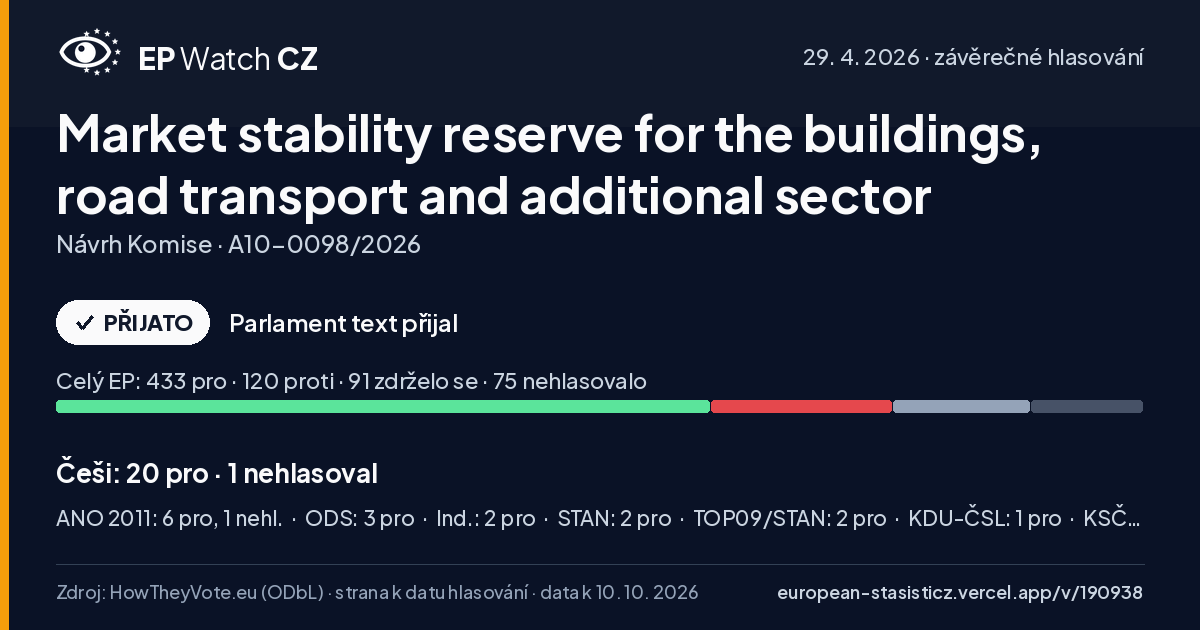 EP Watch CZ
29. 4. 2026 · závěrečné hlasování
Market stability reserve for the buildings,
road transport and additional sector
Návrh Komise · A10-0098/2026
✓ PŘIJATO
Parlament text přijal
Celý EP: 433 pro · 120 proti · 91 zdrželo se · 75 nehlasovalo
Češi: 20 pro · 1 nehlasoval
ANO 2011: 6 pro, 1 nehl. · ODS: 3 pro · Ind.: 2 pro · STAN: 2 pro · TOP09/STAN: 2 pro · KDU-ČSL: 1 pro · KSČ…
Zdroj: HowTheyVote.eu (ODbL) · strana k datu hlasování · data k 10. 10. 2026
european-stasisticz.vercel.app/v/190938